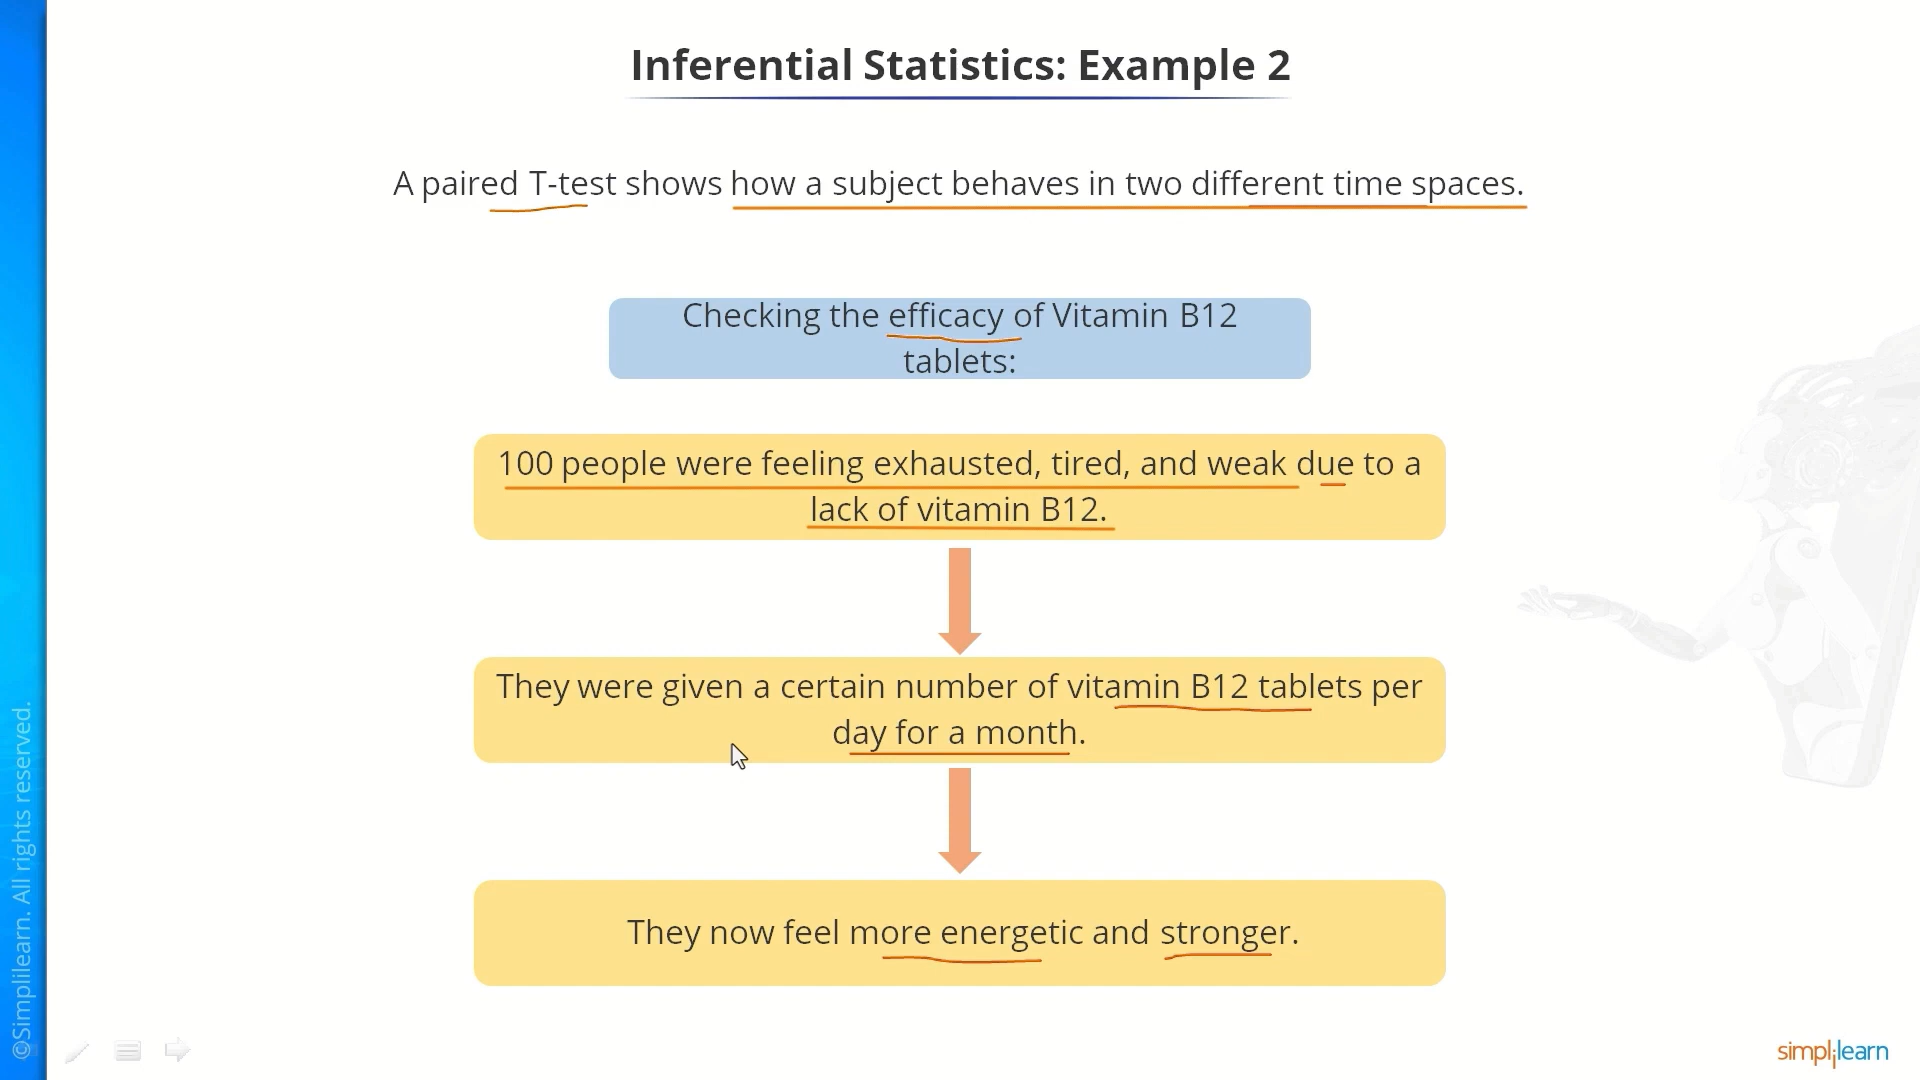 Inferential Statistics: Example 2
A paired T-test shows how a subject behaves in two different time spaces.
Checking the efficacy of Vitamin B12
tablets:
100 people were feeling exhausted, tired, and weak due to a
lack of vitamin B12.
They were given a certain number of vitamin B12 tablets per
day for a month.
They now feel more energetic and stronger.
©Simplilearn. All rights reserved.
simplilearn